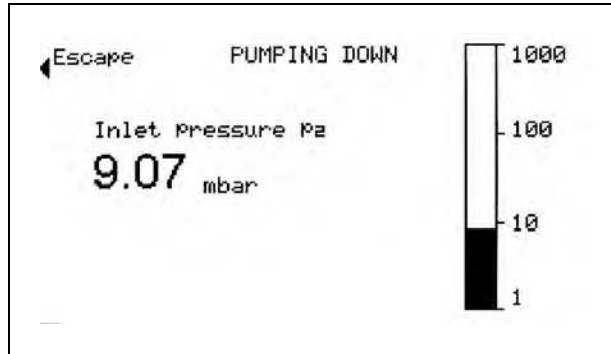 Escape PUMPING DOWN
1000
100
Inlet Pressure P2
9.07 mbar
10
1